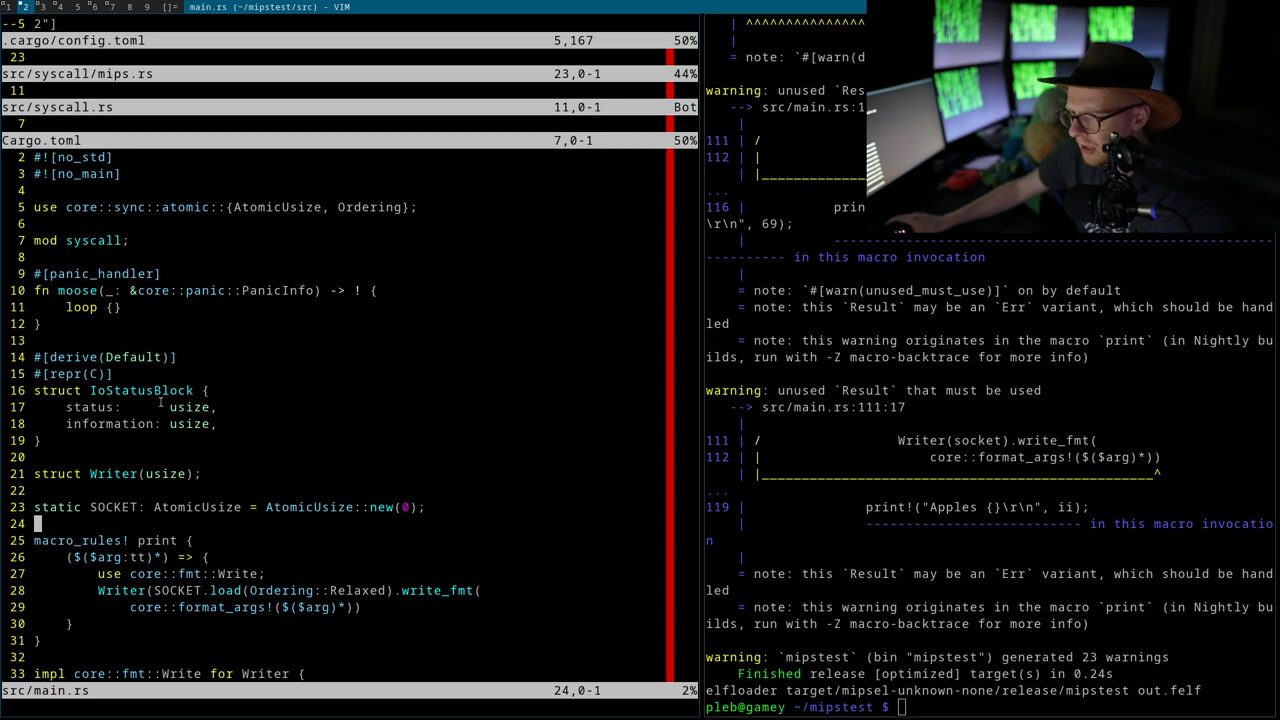 1 2 3 4 5 6 7 8 9 []= main.rs (~/mipstest/src) - VIM
--5 2"]
.cargo/config.toml 5,167 50%
23
src/syscall/mips.rs 23,0-1 44%
11
src/syscall.rs 11,0-1 Bot
7
Cargo.toml 7,0-1 50%
2 #![no_std]
3 #![no_main]
4
5 use core::sync::atomic::{AtomicUsize, Ordering};
6
7 mod syscall;
8
9 #[panic_handler]
10 fn moose(_: &core::panic::PanicInfo) -> ! {
11     loop {}
12 }
13
14 #[derive(Default)]
15 #[repr(C)]
16 struct IoStatusBlock {
17     status:      usize,
18     information: usize,
19 }
20
21 struct Writer(usize);
22
23 static SOCKET: AtomicUsize = AtomicUsize::new(0);
24
25 macro_rules! print {
26     ($($arg:tt)*) => {
27         use core::fmt::Write;
28         Writer(SOCKET.load(Ordering::Relaxed).write_fmt(
29             core::format_args!($($arg)*))
30     }
31 }
32
33 impl core::fmt::Write for Writer {
src/main.rs 24,0-1 2%
| ^^^^^^^^^^^^^^^
|
= note: `#[warn(d
warning: unused `Res
--> src/main.rs:1
|
111 | /
112 | |
|_____________
...
116 | prin
\r\n", 69);
| -------------------------------------------------------
---------- in this macro invocation
|
= note: `#[warn(unused_must_use)]` on by default
= note: this `Result` may be an `Err` variant, which should be hand
led
= note: this warning originates in the macro `print` (in Nightly bu
ilds, run with -Z macro-backtrace for more info)
warning: unused `Result` that must be used
--> src/main.rs:111:17
|
111 | / Writer(socket).write_fmt(
112 | | core::format_args!($($arg)*))
| |__________________________________________________^
...
119 | print!("Apples {}\r\n", ii);
| --------------------------- in this macro invocatio
n
|
= note: this `Result` may be an `Err` variant, which should be hand
led
= note: this warning originates in the macro `print` (in Nightly bu
ilds, run with -Z macro-backtrace for more info)
warning: `mipstest` (bin "mipstest") generated 23 warnings
Finished release [optimized] target(s) in 0.24s
elfloader target/mipsel-unknown-none/release/mipstest out.felf
pleb@gamey ~/mipstest $